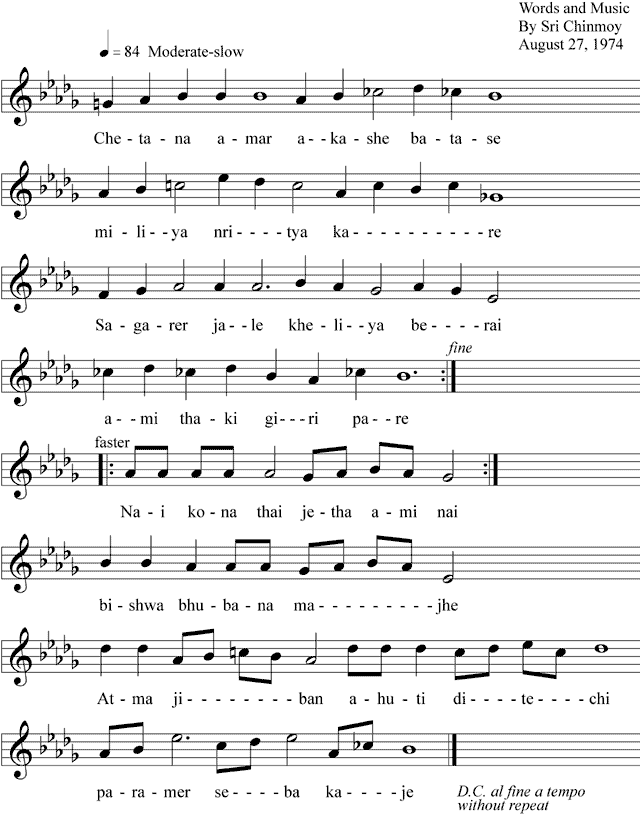 Words and Music
By Sri Chinmoy
August 27, 1974
= 84 Moderate-slow
Che - ta - na a - mar a - - ka - she ba - ta - se
mi - li - - ya nri - - - - tya ka - - - - - - - - - - re
Sa - ga - rer ja - - le khe - li - - ya be - - - - rai
fine
a - - mi tha - ki gi - - - ri pa - - re
faster
Na - - i ko - na thai je - tha a - mi nai
bi - shwa bhu - ba - na ma - - - - - - - - jhe
At - ma ji - - - - - - - ban a - hu - ti di - - - te - - - chi
pa - ra - mer se - - - - ba ka - - - - je
D.C. al fine a tempo
without repeat